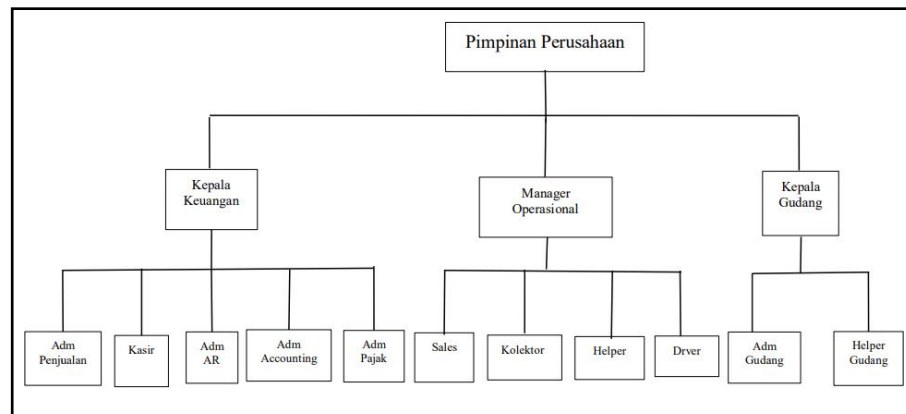 Pimpinan Perusahaan
Kepala
Keuangan
Manager
Operasional
Kepala
Gudang
Adm
Penjualan
Kasir
Adm
AR
Adm
Accounting
Adm
Pajak
Sales
Kolektor
Helper
Drver
Adm
Gudang
Helper
Gudang